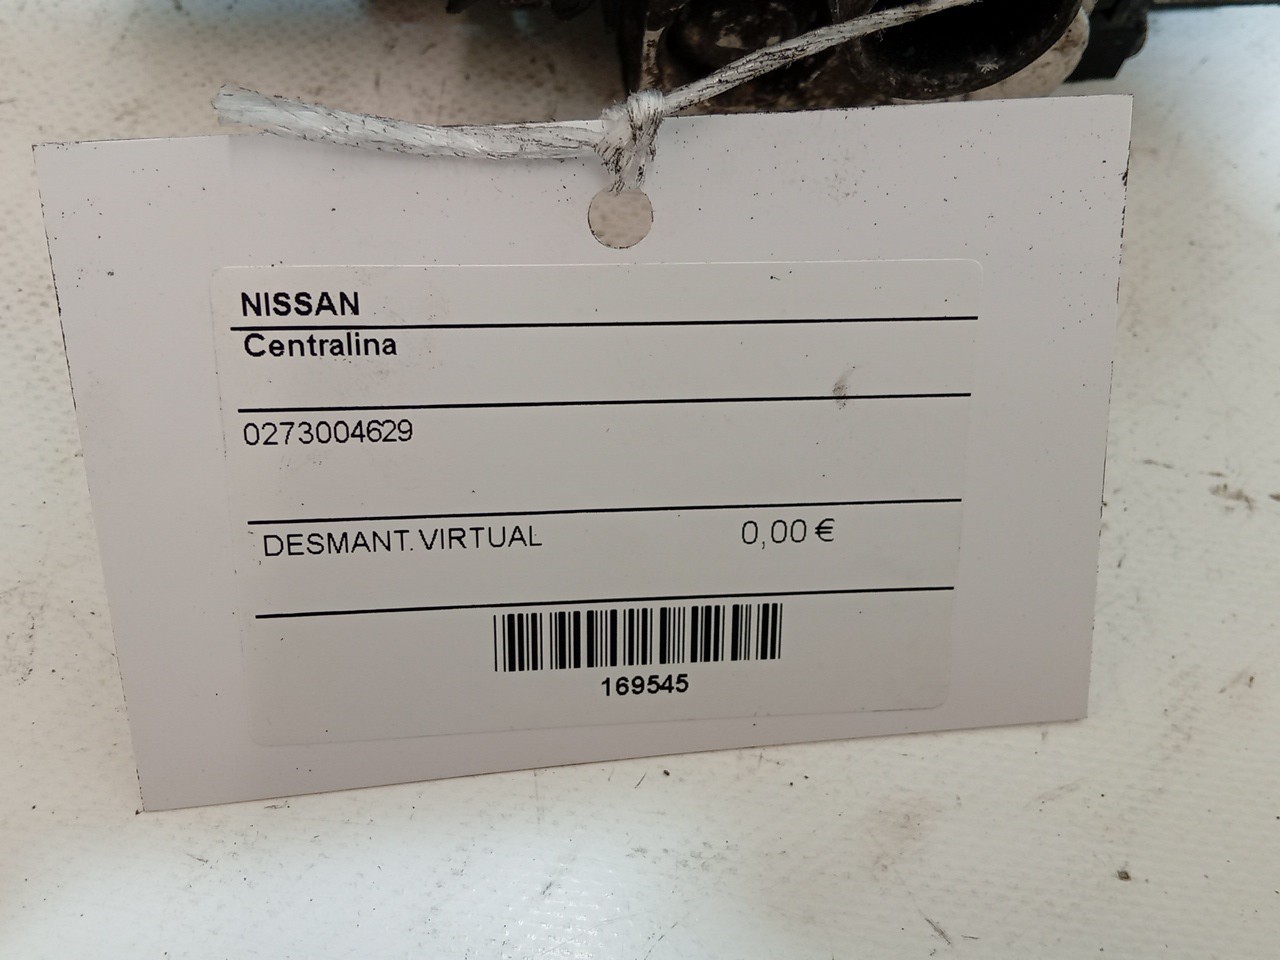 NISSAN
Centralina
0273004629
DESMANT. VIRTUAL 0,00 €
169545